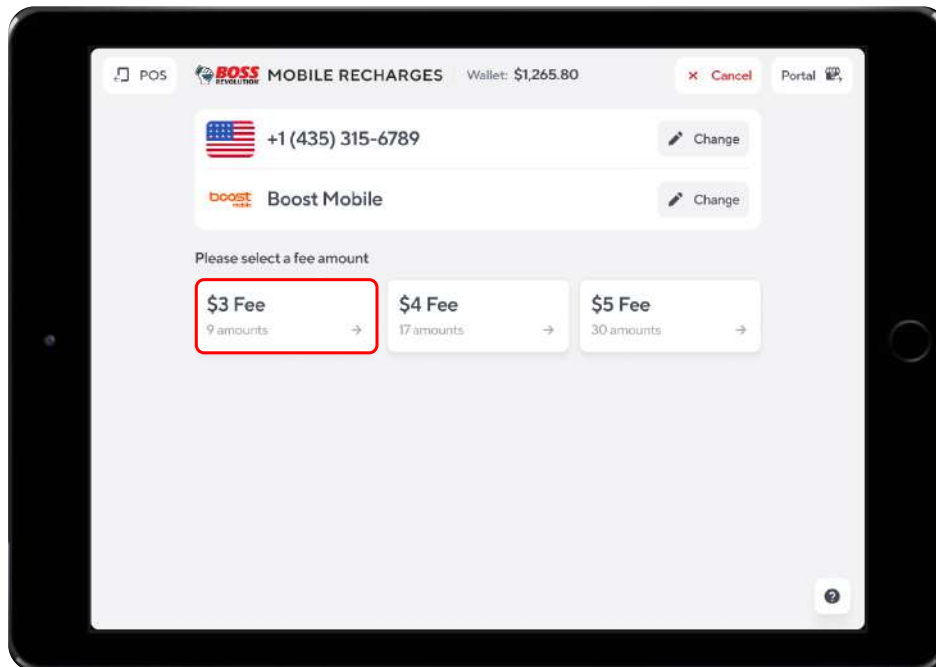 POS
BOSS REVOLUTION MOBILE RECHARGES
Wallet: $1,265.80
× Cancel
Portal
+1 (435) 315-6789
Change
boost mobile
Boost Mobile
Change
Please select a fee amount
$3 Fee
9 amounts
$4 Fee
17 amounts
$5 Fee
30 amounts
?